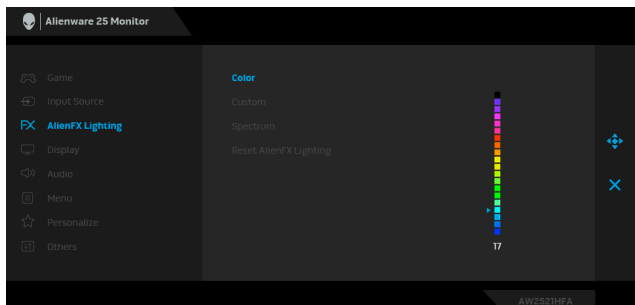 Alienware 25 Monitor
Game
Input Source
FX AlienFX Lighting
Display
Audio
Menu
Personalize
Others
Color
Custom
Spectrum
Reset AlienFX Lighting
17
AW2521HFA